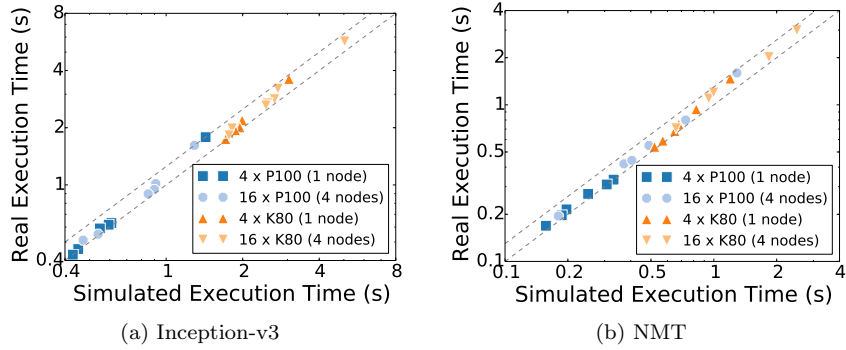 Real Execution Time (s)
8
4
2
1
0.4
0.4
1
2
4
8
4 x P100 (1 node)
16 x P100 (4 nodes)
4 x K80 (1 node)
16 x K80 (4 nodes)
Simulated Execution Time (s)
(a) Inception-v3
Real Execution Time (s)
4
2
1
0.5
0.2
0.1
0.1
0.2
0.5
1
2
4
4 x P100 (1 node)
16 x P100 (4 nodes)
4 x K80 (1 node)
16 x K80 (4 nodes)
Simulated Execution Time (s)
(b) NMT